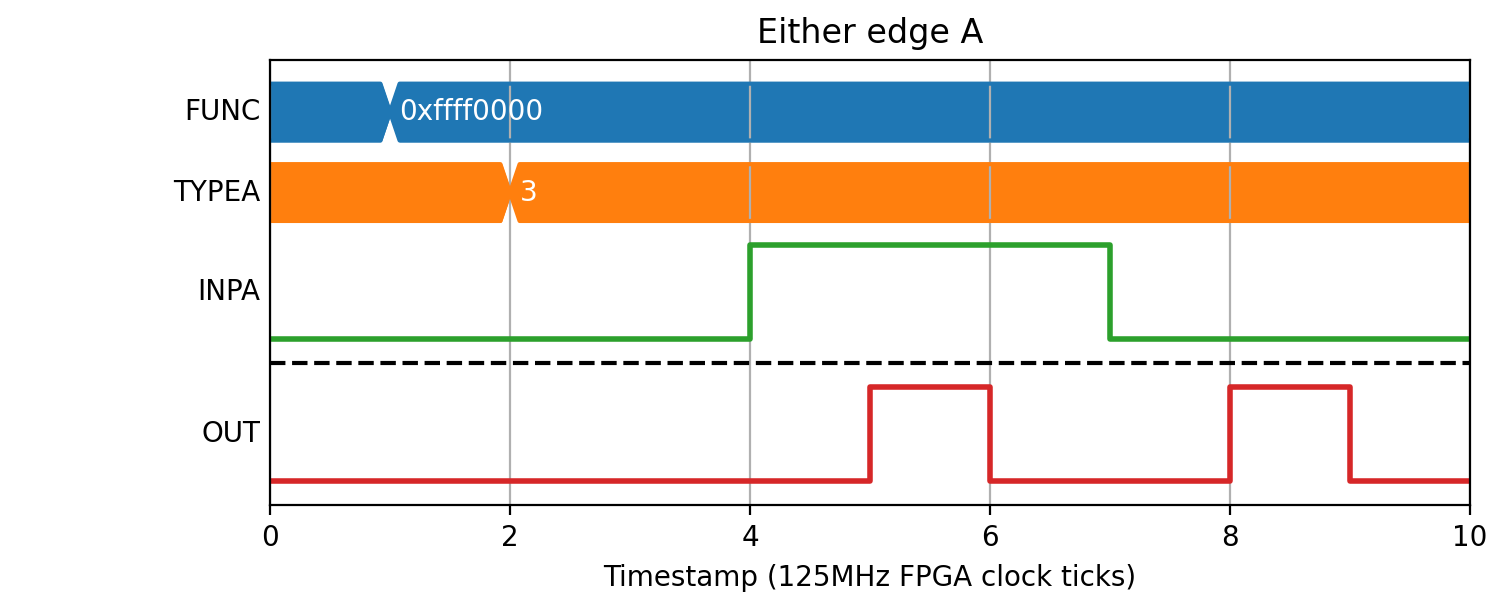 Either edge A
FUNC
0xffff0000
TYPEA
3
INPA
OUT
0 2 4 6 8 10
Timestamp (125MHz FPGA clock ticks)